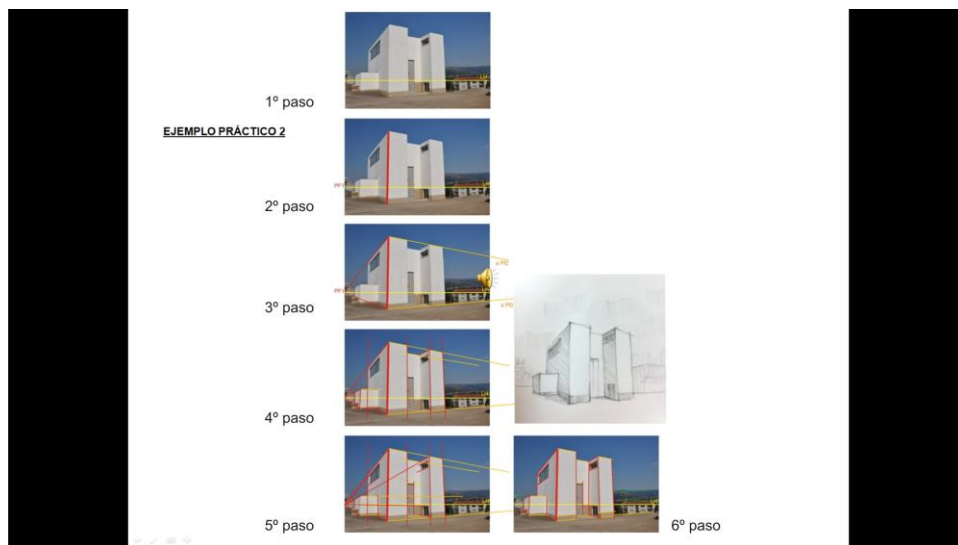 1º paso
EJEMPLO PRÁCTICO 2
2º paso
3º paso
4º paso
5º paso
6º paso